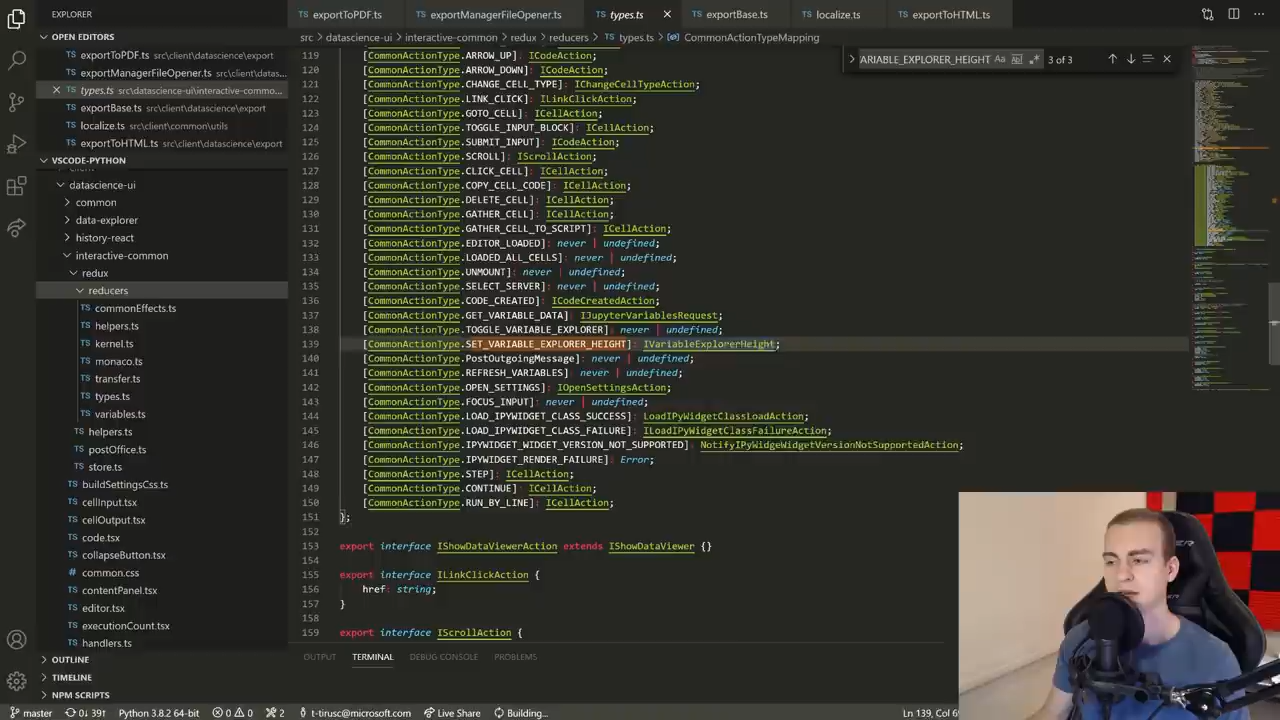 EXPLORER
exportToPDF.ts
exportManagerFileOpener.ts
types.ts
exportBase.ts
localize.ts
exportToHTML.ts
OPEN EDITORS
src > datascience-ui > interactive-common > redux > reducers > types.ts > CommonActionTypeMapping
exportToPDF.ts src\client\datascience\export
exportManagerFileOpener.ts src\client\datas...
types.ts src\datascience-ui\interactive-commo...
exportBase.ts src\client\datascience\export
localize.ts src\client\common\utils
exportToHTML.ts src\client\datascience\export
VSCODE-PYTHON
datascience-ui
common
data-explorer
history-react
interactive-common
redux
reducers
commonEffects.ts
helpers.ts
kernel.ts
monaco.ts
transfer.ts
types.ts
variables.ts
helpers.ts
postOffice.ts
store.ts
buildSettingsCss.ts
cellInput.tsx
cellOutput.tsx
code.tsx
collapseButton.tsx
common.css
contentPanel.tsx
editor.tsx
executionCount.tsx
handlers.ts
OUTLINE
TIMELINE
NPM SCRIPTS
ARIABLE_EXPLORER_HEIGHT Aa 3 of 3
119 [CommonActionType.ARROW_UP]: ICodeAction;
120 [CommonActionType.ARROW_DOWN]: ICodeAction;
121 [CommonActionType.CHANGE_CELL_TYPE]: IChangeCellTypeAction;
122 [CommonActionType.LINK_CLICK]: ILinkClickAction;
123 [CommonActionType.GOTO_CELL]: ICellAction;
124 [CommonActionType.TOGGLE_INPUT_BLOCK]: ICellAction;
125 [CommonActionType.SUBMIT_INPUT]: ICodeAction;
126 [CommonActionType.SCROLL]: IScrollAction;
127 [CommonActionType.CLICK_CELL]: ICellAction;
128 [CommonActionType.COPY_CELL_CODE]: ICellAction;
129 [CommonActionType.DELETE_CELL]: ICellAction;
130 [CommonActionType.GATHER_CELL]: ICellAction;
131 [CommonActionType.GATHER_CELL_TO_SCRIPT]: ICellAction;
132 [CommonActionType.EDITOR_LOADED]: never | undefined;
133 [CommonActionType.LOADED_ALL_CELLS]: never | undefined;
134 [CommonActionType.UNMOUNT]: never | undefined;
135 [CommonActionType.SELECT_SERVER]: never | undefined;
136 [CommonActionType.CODE_CREATED]: ICodeCreatedAction;
137 [CommonActionType.GET_VARIABLE_DATA]: IJupyterVariablesRequest;
138 [CommonActionType.TOGGLE_VARIABLE_EXPLORER]: never | undefined;
139 [CommonActionType.SET_VARIABLE_EXPLORER_HEIGHT]: IVariableExplorerHeight;
140 [CommonActionType.PostOutgoingMessage]: never | undefined;
141 [CommonActionType.REFRESH_VARIABLES]: never | undefined;
142 [CommonActionType.OPEN_SETTINGS]: IOpenSettingsAction;
143 [CommonActionType.FOCUS_INPUT]: never | undefined;
144 [CommonActionType.LOAD_IPYWIDGET_CLASS_SUCCESS]: LoadIPyWidgetClassLoadAction;
145 [CommonActionType.LOAD_IPYWIDGET_CLASS_FAILURE]: ILoadIPyWidgetClassFailureAction;
146 [CommonActionType.IPYWIDGET_WIDGET_VERSION_NOT_SUPPORTED]: NotifyIPyWidgeWidgetVersionNotSupportedAction;
147 [CommonActionType.IPYWIDGET_RENDER_FAILURE]: Error;
148 [CommonActionType.STEP]: ICellAction;
149 [CommonActionType.CONTINUE]: ICellAction;
150 [CommonActionType.RUN_BY_LINE]: ICellAction;
151 };
152
153 export interface IShowDataViewerAction extends IShowDataViewer {}
154
155 export interface ILinkClickAction {
156 href: string;
157 }
158
159 export interface IScrollAction {
OUTPUT TERMINAL DEBUG CONSOLE PROBLEMS
master 0↓ 39↑ Python 3.8.2 64-bit 0 0 2 t-tirusc@microsoft.com Live Share Building... Ln 139, Col 6